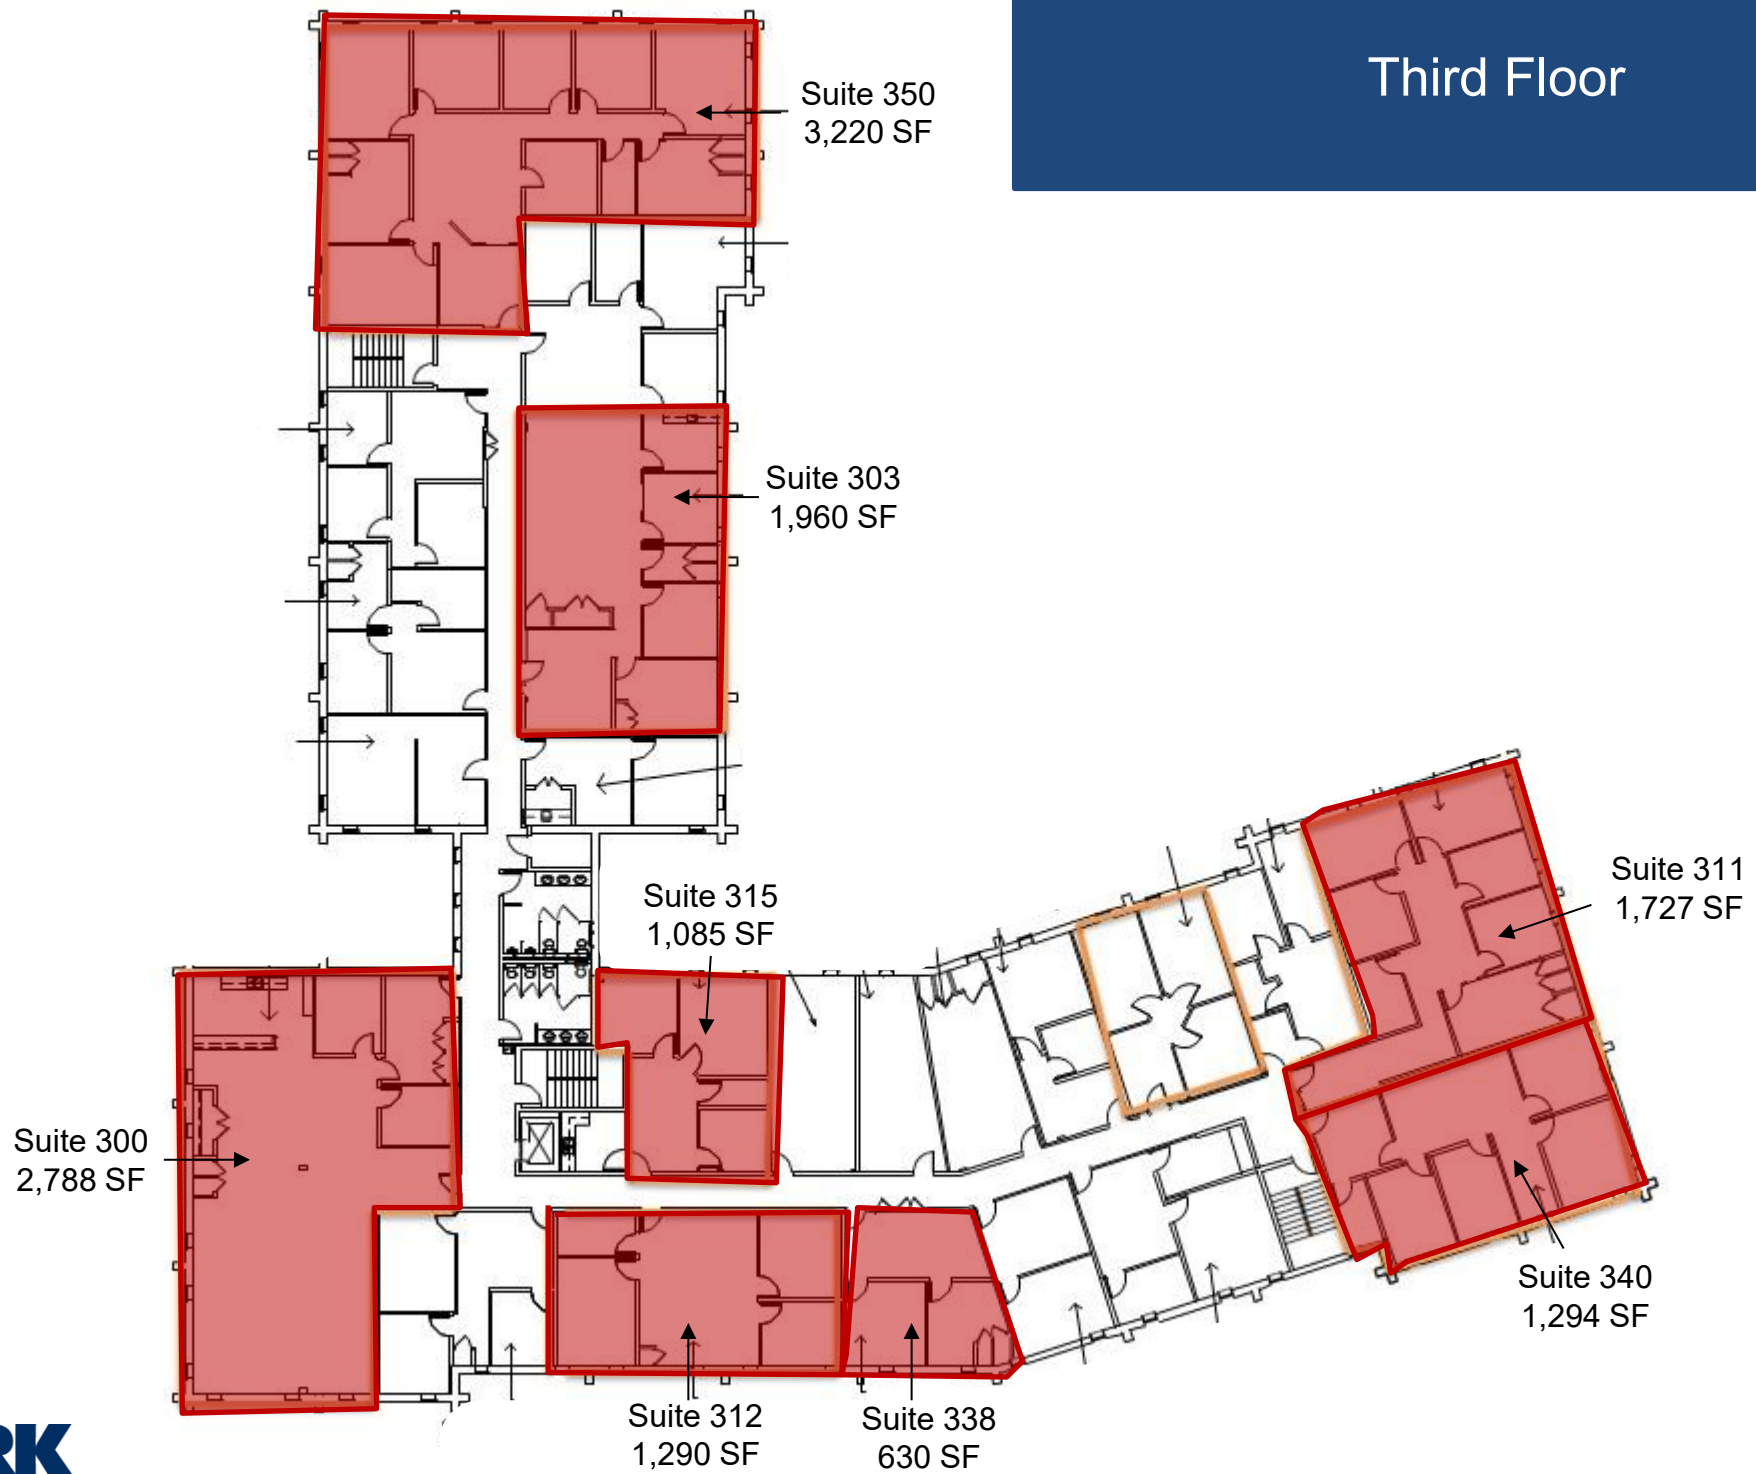 Third Floor
Suite 350
3,220 SF
Suite 303
1,960 SF
Suite 315
1,085 SF
Suite 311
1,727 SF
Suite 300
2,788 SF
Suite 340
1,294 SF
Suite 312
1,290 SF
Suite 338
630 SF
RK